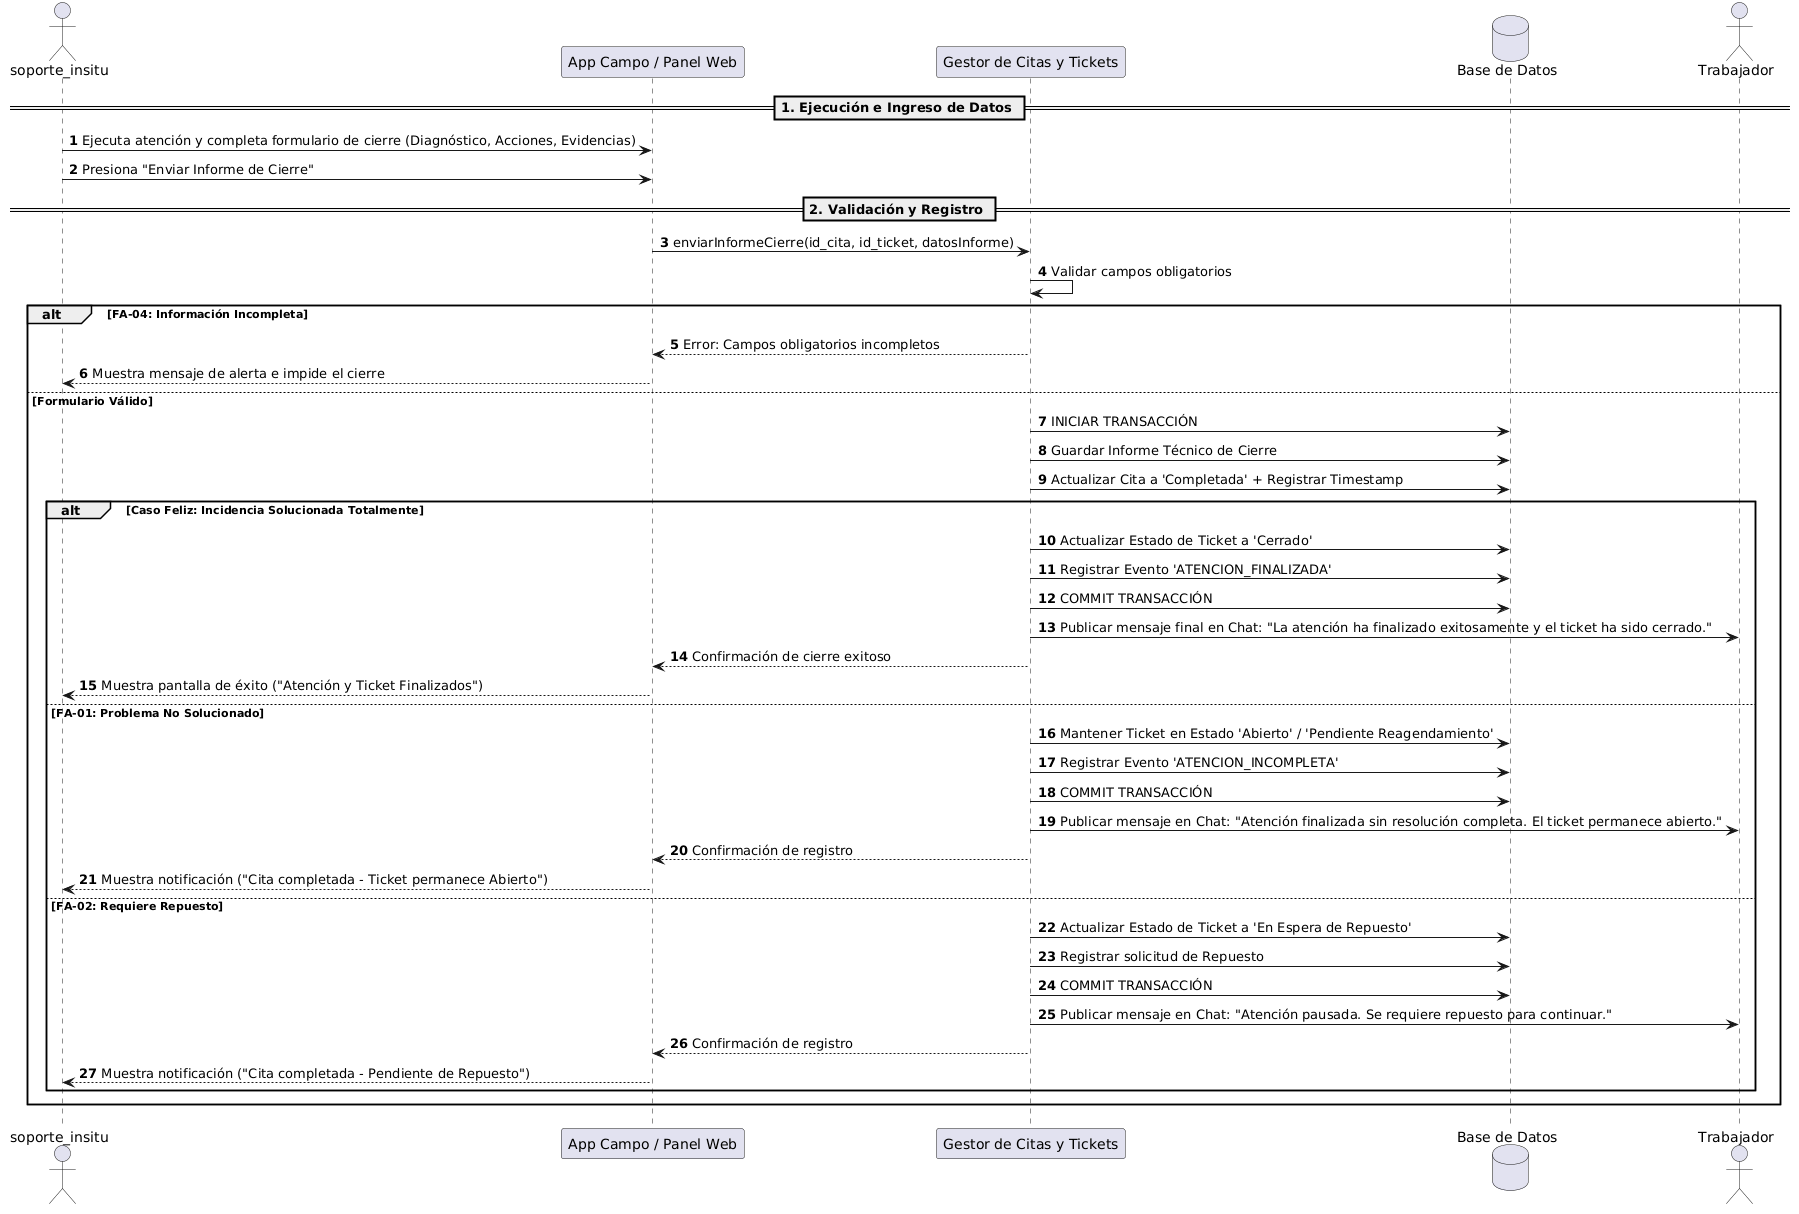 soporte_insitu
App Campo / Panel Web
Gestor de Citas y Tickets
Base de Datos
Trabajador
1. Ejecución e Ingreso de Datos
1 Ejecuta atención y completa formulario de cierre (Diagnóstico, Acciones, Evidencias)
2 Presiona "Enviar Informe de Cierre"
2. Validación y Registro
3 enviarInformeCierre(id_cita, id_ticket, datosInforme)
4 Validar campos obligatorios
alt [FA-04: Información Incompleta]
5 Error: Campos obligatorios incompletos
6 Muestra mensaje de alerta e impide el cierre
[Formulario Válido]
7 INICIAR TRANSACCIÓN
8 Guardar Informe Técnico de Cierre
9 Actualizar Cita a 'Completada' + Registrar Timestamp
alt [Caso Feliz: Incidencia Solucionada Totalmente]
10 Actualizar Estado de Ticket a 'Cerrado'
11 Registrar Evento 'ATENCION_FINALIZADA'
12 COMMIT TRANSACCIÓN
13 Publicar mensaje final en Chat: "La atención ha finalizado exitosamente y el ticket ha sido cerrado."
14 Confirmación de cierre exitoso
15 Muestra pantalla de éxito ("Atención y Ticket Finalizados")
[FA-01: Problema No Solucionado]
16 Mantener Ticket en Estado 'Abierto' / 'Pendiente Reagendamiento'
17 Registrar Evento 'ATENCION_INCOMPLETA'
18 COMMIT TRANSACCIÓN
19 Publicar mensaje en Chat: "Atención finalizada sin resolución completa. El ticket permanece abierto."
20 Confirmación de registro
21 Muestra notificación ("Cita completada - Ticket permanece Abierto")
[FA-02: Requiere Repuesto]
22 Actualizar Estado de Ticket a 'En Espera de Repuesto'
23 Registrar solicitud de Repuesto
24 COMMIT TRANSACCIÓN
25 Publicar mensaje en Chat: "Atención pausada. Se requiere repuesto para continuar."
26 Confirmación de registro
27 Muestra notificación ("Cita completada - Pendiente de Repuesto")
soporte_insitu
App Campo / Panel Web
Gestor de Citas y Tickets
Base de Datos
Trabajador